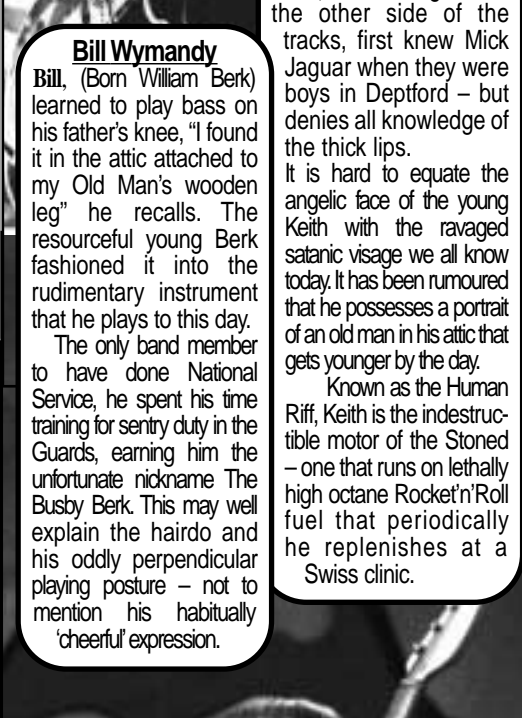 Bill Wymandy
Bill, (Born William Berk)
learned to play bass on
his father's knee, "I found
it in the attic attached to
my Old Man's wooden
leg" he recalls. The
resourceful young Berk
fashioned it into the
rudimentary instrument
that he plays to this day.
The only band member
to have done National
Service, he spent his time
training for sentry duty in the
Guards, earning him the
unfortunate nickname The
Busby Berk. This may well
explain the hairdo and
his oddly perpendicular
playing posture – not to
mention his habitually
'cheerful' expression.
the other side of the
tracks, first knew Mick
Jaguar when they were
boys in Deptford – but
denies all knowledge of
the thick lips.
It is hard to equate the
angelic face of the young
Keith with the ravaged
satanic visage we all know
today. It has been rumoured
that he possesses a portrait
of an old man in his attic that
gets younger by the day.
Known as the Human
Riff, Keith is the indestruc-
tible motor of the Stoned
– one that runs on lethally
high octane Rocket'n'Roll
fuel that periodically
he replenishes at a
Swiss clinic.